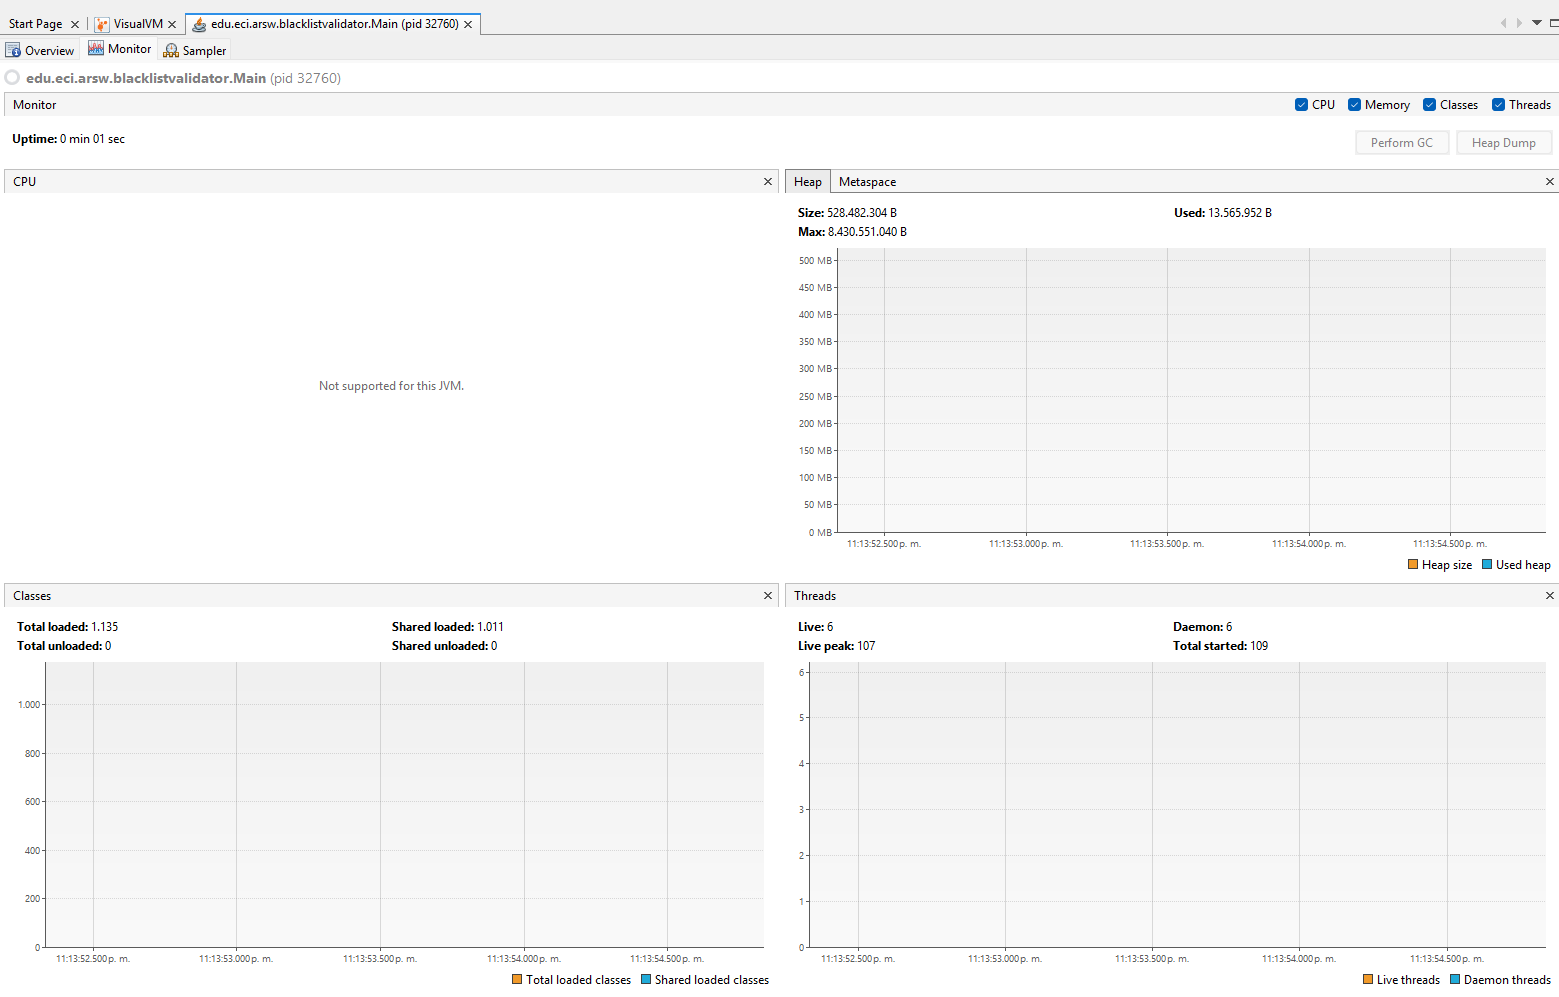 Start Page VisualVM edu.eci.arsw.blacklistvalidator.Main (pid 32760)
Overview Monitor Sampler
edu.eci.arsw.blacklistvalidator.Main (pid 32760)
Monitor CPU Memory Classes Threads
Uptime: 0 min 01 sec
Perform GC Heap Dump
CPU
Not supported for this JVM.
Heap Metaspace
Size: 528.482.304 B Used: 13.565.952 B
Max: 8.430.551.040 B
500 MB
450 MB
400 MB
350 MB
300 MB
250 MB
200 MB
150 MB
100 MB
50 MB
0 MB
11:13:52.500 p. m. 11:13:53.000 p. m. 11:13:53.500 p. m. 11:13:54.000 p. m. 11:13:54.500 p. m.
Heap size Used heap
Classes
Total loaded: 1.135 Shared loaded: 1.011
Total unloaded: 0 Shared unloaded: 0
1.000
800
600
400
200
0
11:13:52.500 p. m. 11:13:53.000 p. m. 11:13:53.500 p. m. 11:13:54.000 p. m. 11:13:54.500 p. m.
Total loaded classes Shared loaded classes
Threads
Live: 6 Daemon: 6
Live peak: 107 Total started: 109
6
5
4
3
2
1
0
11:13:52.500 p. m. 11:13:53.000 p. m. 11:13:53.500 p. m. 11:13:54.000 p. m. 11:13:54.500 p. m.
Live threads Daemon threads